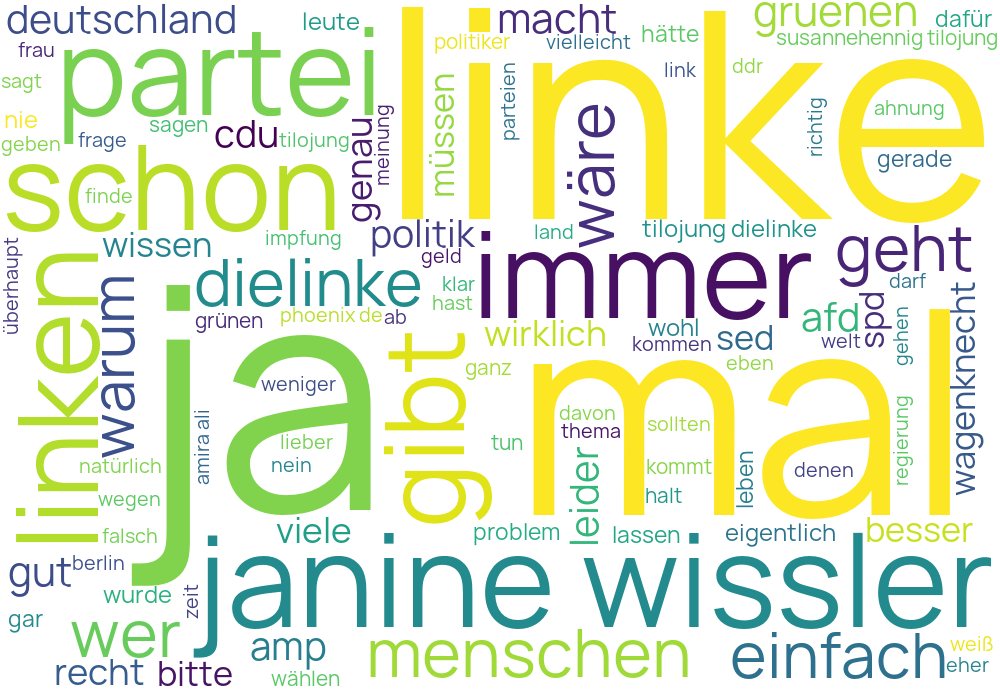 deutschland
leute
macht
gruenen
dafür
frau
partei
politiker
vielleicht
hätte
susannehennig tilojung
sagt
linke
link
ddr
nie
sagen
cdu
tilojung
genau
meinung
müssen
parteien
wäre
richtig
ahnung
geben
frage
gerade
schon
finde
wissen
impfung
politik
land
tilojung dielinke
geht
überhaupt
linken
warum
dielinke
geld
klar
hast
immer
darf
grünen
phoenix de
ab
wirklich
wohl
kommen
sed
afd
welt
spd
gehen
wagenknecht
ja
gibt
ganz
eben
mal
weniger
amira ali
lieber
nein
davon
thema
sollten
tun
kommt
denen
regierung
natürlich
wegen
leider
halt
leben
falsch
viele
problem
lassen
eigentlich
besser
gut
berlin
janine wissler
wurde
zeit
gar
wer
amp
menschen
einfach
weiß
eher
recht
bitte
wählen